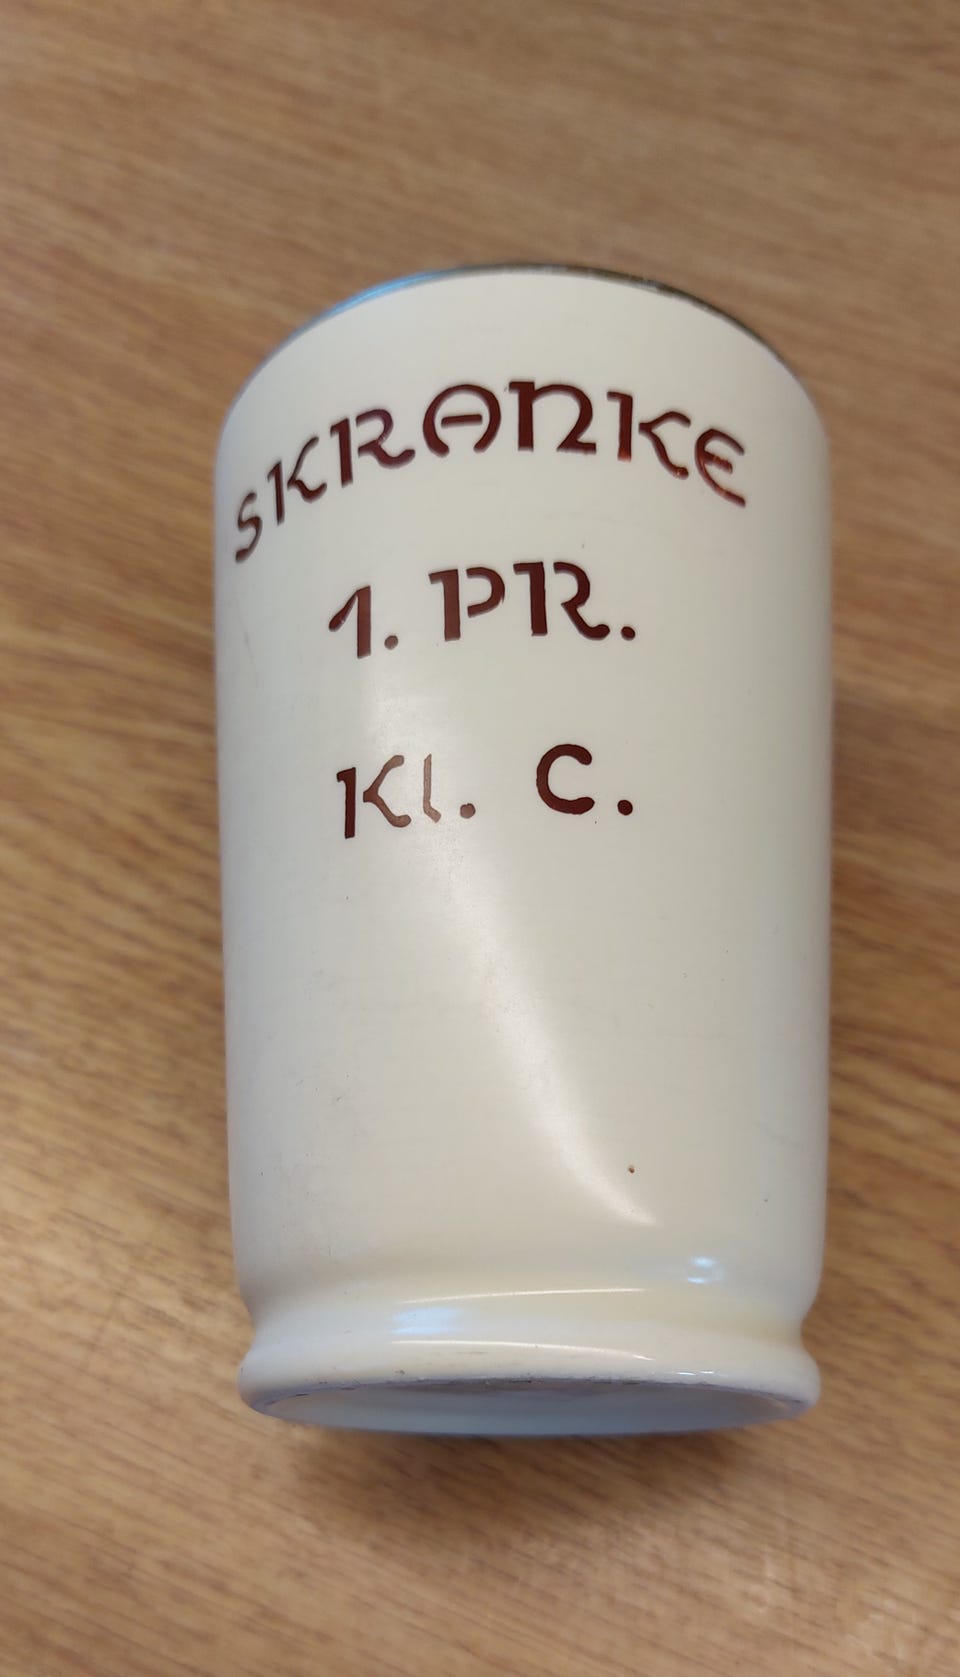 SKRANKE
1. PR.
Kl. C.